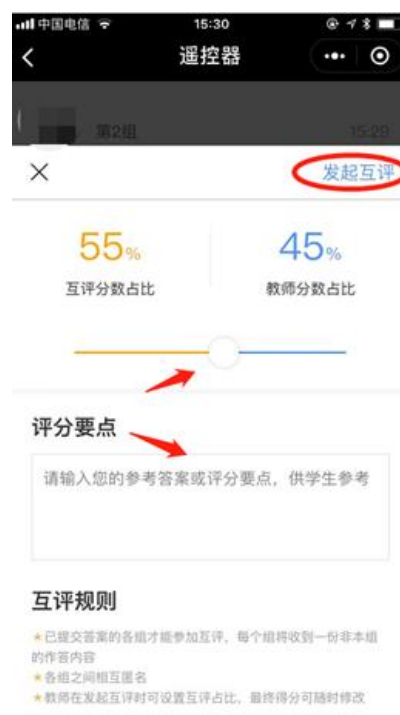 中国电信 15:30
遥控器
第2组 15:29
发起互评
55% 45%
互评分数占比 教师分数占比
评分要点
请输入您的参考答案或评分要点，供学生参考
互评规则
★已提交答案的各组才能参加互评，每个组将收到一份非本组
的作答内容
★各组之间相互匿名
★教师在发起互评时可设置互评占比，最终得分可随时修改